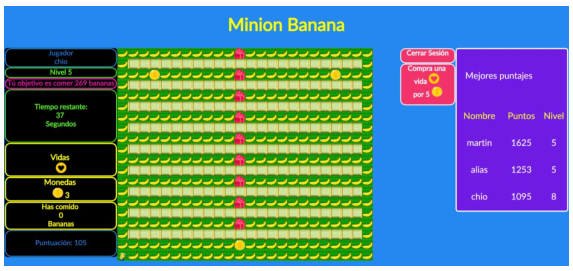 Minion Banana
Jugador
chio
Nivel 5
Tú objetivo es comer 269 bananas
Tiempo restante:
37
Segundos
Vidas
Monedas
3
Has comido
0
Bananas
Puntuación: 105
Cerrar Sesión
Compra una
vida
por 5
Mejores puntajes
Nombre Puntos Nivel
martin 1625 5
alias 1253 5
chio 1095 8